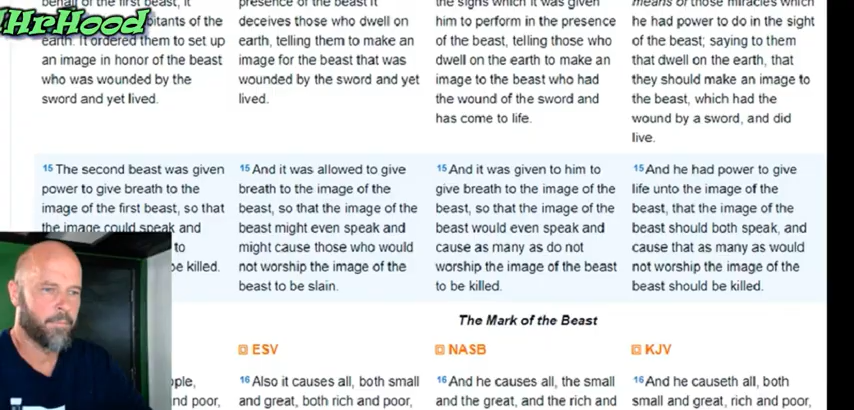 HrHood
behalf of the first beast, it
bitants of the
earth. It ordered them to set up
an image in honor of the beast
who was wounded by the
sword and yet lived.
presence of the beast it
deceives those who dwell on
earth, telling them to make an
image for the beast that was
wounded by the sword and yet
lived.
the signs which it was given
him to perform in the presence
of the beast, telling those who
dwell on the earth to make an
image to the beast who had
the wound of the sword and
has come to life.
means of those miracles which
he had power to do in the sight
of the beast; saying to them
that dwell on the earth, that
they should make an image to
the beast, which had the
wound by a sword, and did
live.
15 The second beast was given
power to give breath to the
image of the first beast, so that
the image could speak and
to
be killed.
15 And it was allowed to give
breath to the image of the
beast, so that the image of the
beast might even speak and
might cause those who would
not worship the image of the
beast to be slain.
15 And it was given to him to
give breath to the image of the
beast, so that the image of the
beast would even speak and
cause as many as do not
worship the image of the beast
to be killed.
15 And he had power to give
life unto the image of the
beast, that the image of the
beast should both speak, and
cause that as many as would
not worship the image of the
beast should be killed.
The Mark of the Beast
ESV
NASB
KJV
ople,
nd poor,
16 Also it causes all, both small
and great, both rich and poor,
16 And he causes all, the small
and the great, and the rich and
16 And he causeth all, both
small and great, rich and poor,